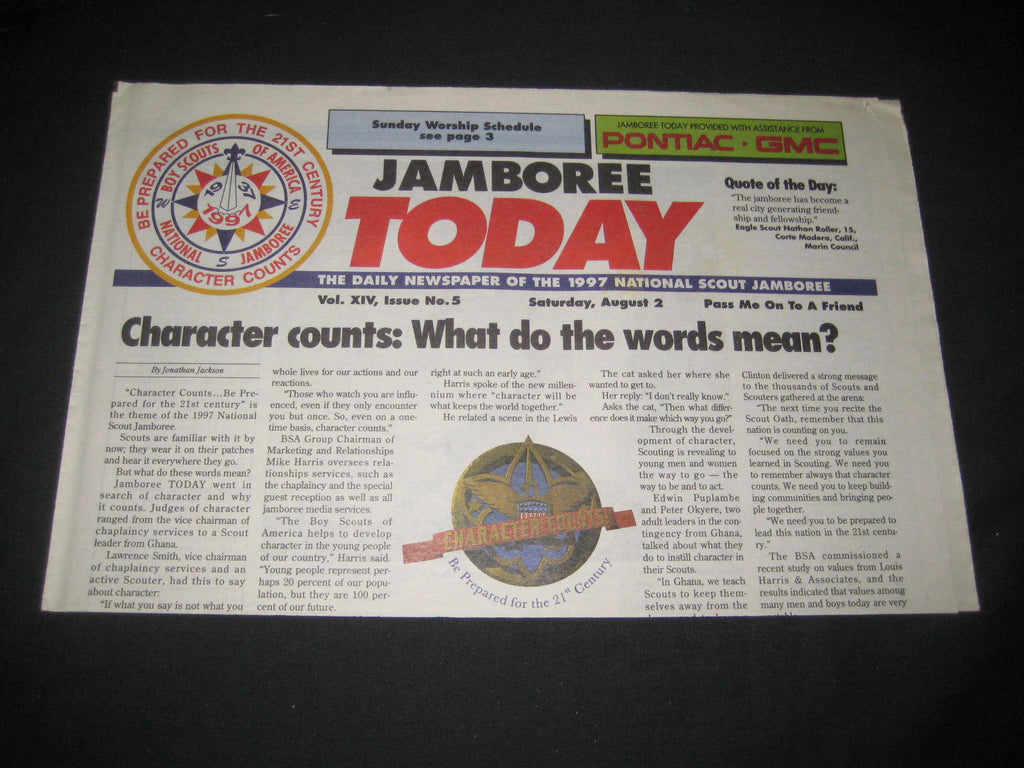 BE PREPARED FOR THE 21ST CENTURY
CHARACTER COUNTS
BOY SCOUTS OF AMERICA
NATIONAL JAMBOREE
W
S
1937
1997
Sunday Worship Schedule
see page 3
JAMBOREE TODAY PROVIDED WITH ASSISTANCE FROM
PONTIAC · GMC
JAMBOREE
TODAY
Quote of the Day:
"The jamboree has become a
real city generating friend-
ship and fellowship."
Eagle Scout Nathan Roller, 15,
Corte Madera, Calif.,
Marin Council
THE DAILY NEWSPAPER OF THE 1997 NATIONAL SCOUT JAMBOREE
Vol. XIV, Issue No. 5 Saturday, August 2 Pass Me On To A Friend
Character counts: What do the words mean?
By Jonathan Jackson
"Character Counts...Be Pre-
pared for the 21st century" is
the theme of the 1997 National
Scout Jamboree.
Scouts are familiar with it by
now; they wear it on their patches
and hear it everywhere they go.
But what do these words mean?
Jamboree TODAY went in
search of character and why
it counts. Judges of character
ranged from the vice chairman of
chaplaincy services to a Scout
leader from Ghana.
Lawrence Smith, vice chairman
of chaplaincy services and an
active Scouter, had this to say
about character:
"If what you say is not what you
whole lives for our actions and our
reactions.
"Those who watch you are influ-
enced, even if they only encounter
you but once. So, even on a one-
time basis, character counts."
BSA Group Chairman of
Marketing and Relationships
Mike Harris oversees rela-
tionships services, such as
the chaplaincy and the special
guest reception as well as all
jamboree media services.
"The Boy Scouts of
America helps to develop
character in the young people
of our country," Harris said.
"Young people represent per-
haps 20 percent of our popu-
lation, but they are 100 per-
cent of our future.
right at such an early age."
Harris spoke of the new millen-
nium where "character will be
what keeps the world together."
He related a scene in the Lewis
CHARACTER COUNTS
Be Prepared for the 21st Century
The cat asked her where she
wanted to get to.
Her reply: "I don't really know."
Asks the cat, "Then what differ-
ence does it make which way you go?"
Through the devel-
opment of character,
Scouting is revealing to
young men and women
the way to go — the
way to be and to act.
Edwin Puplambe
and Peter Okyere, two
adult leaders in the con-
tingency from Ghana,
talked about what they
do to instill character in
their Scouts.
"In Ghana, we teach
Scouts to keep them-
selves away from the
Clinton delivered a strong message
to the thousands of Scouts and
Scouters gathered at the arena:
"The next time you recite the
Scout Oath, remember that this
nation is counting on you.
"We need you to remain
focused on the strong values you
learned in Scouting. We need you
to remember always that character
counts. We need you to keep build-
ing communities and bringing peo-
ple together.
"We need you to be prepared to
lead this nation in the 21st centu-
ry."
The BSA commissioned a
recent study on values from Louis
Harris & Associates, and the
results indicated that values among
many men and boys today are very